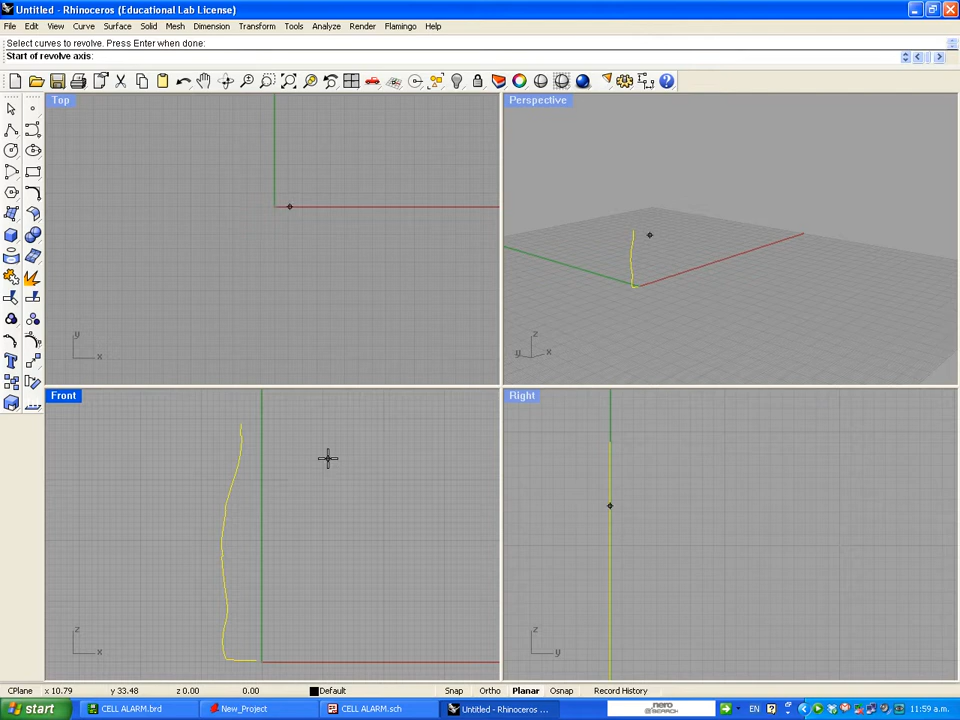 Untitled - Rhinoceros (Educational Lab License)
File Edit View Curve Surface Solid Mesh Dimension Transform Tools Analyze Render Flamingo Help
Select curves to revolve. Press Enter when done:
Start of revolve axis:
Top
Perspective
y
x
z
y
x
Front
Right
z
x
z
y
CPlane x 10.79 y 33.48 z 0.00 0.00 Default Snap Ortho Planar Osnap Record History
start CELL ALARM.brd New_Project CELL ALARM.sch Untitled - Rhinoceros ... nero SEARCH EN 11:59 a.m.